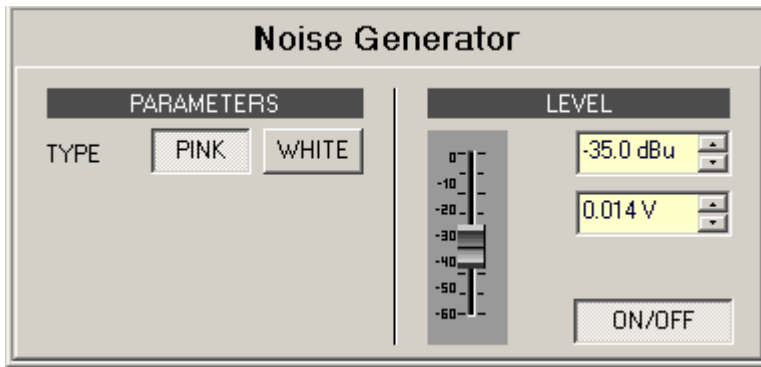 Noise Generator
PARAMETERS
TYPE PINK WHITE
LEVEL
0
-10
-20
-30
-40
-50
-60
-35.0 dBu
0.014 V
ON/OFF